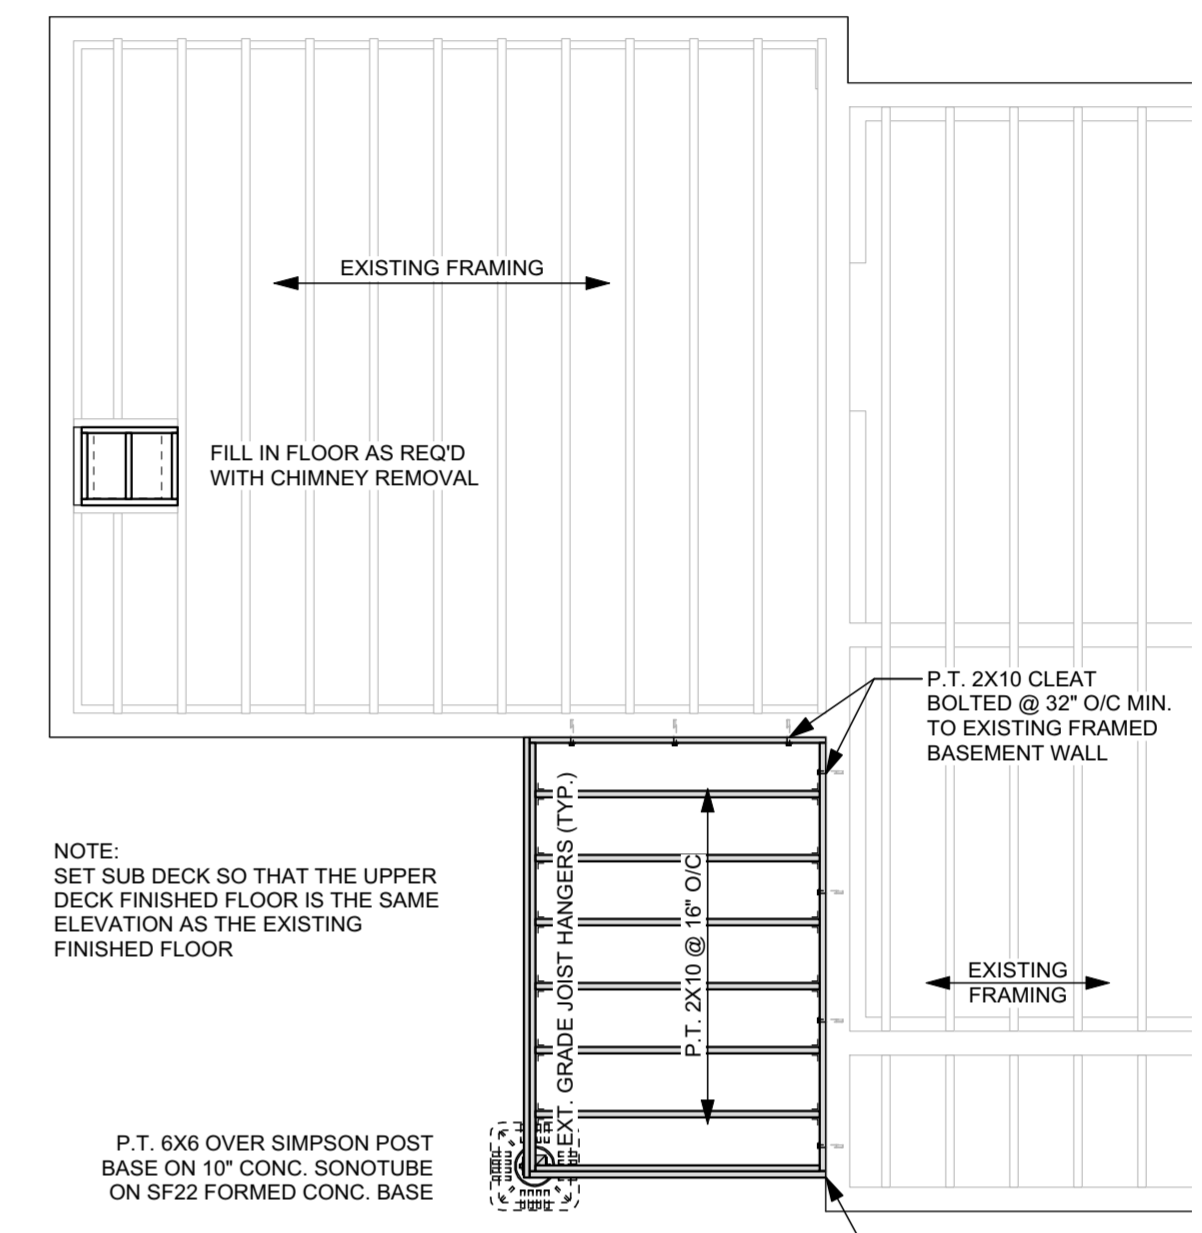 EXISTING FRAMING
FILL IN FLOOR AS REQ'D
WITH CHIMNEY REMOVAL
P.T. 2X10 CLEAT
BOLTED @ 32" O/C MIN.
TO EXISTING FRAMED
BASEMENT WALL
EXT. GRADE JOIST HANGERS (TYP.)
P.T. 2X10 @ 16" O/C
NOTE:
SET SUB DECK SO THAT THE UPPER
DECK FINISHED FLOOR IS THE SAME
ELEVATION AS THE EXISTING
FINISHED FLOOR
EXISTING
FRAMING
P.T. 6X6 OVER SIMPSON POST
BASE ON 10" CONC. SONOTUBE
ON SF22 FORMED CONC. BASE